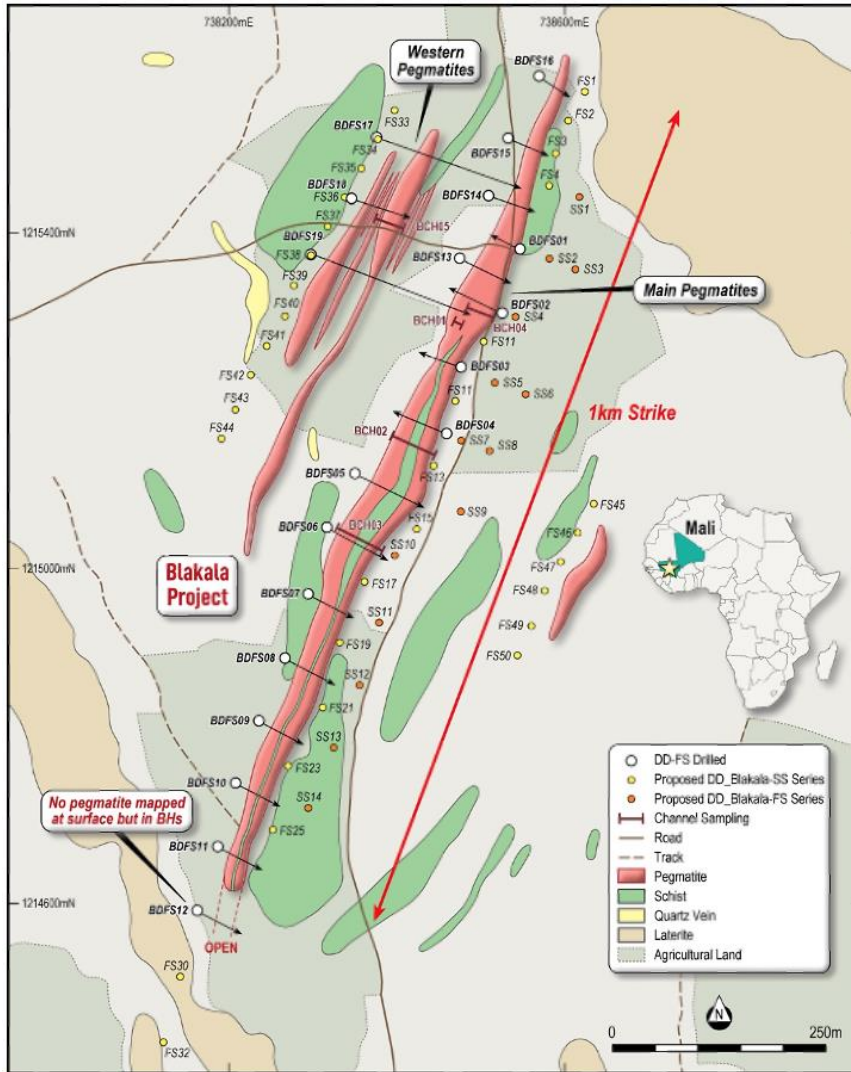 738200mE
738600mE
Western
Pegmatites
BDFS16
FS1
FS2
FS33
BDFS17
FS34
BDFS15
FS3
FS35
FS4
BDFS18
FS36
BDFS14
SS1
FS37
BCH05
1215400mN
BDFS19
FS38
BDFS01
BDFS13
SS2
SS3
FS39
Main Pegmatites
FS40
BDFS02
BCH01
BCH04
SS4
FS41
FS11
BDFS03
FS42
SS5
SS6
FS11
FS43
1km Strike
FS44
BCH02
BDFS04
SS7
SS8
FS13
BDFS05
FS45
SS9
Mali
BDFS06
BCH03
FS15
FS46
SS10
FS47
1215000mN
Blakala
Project
FS17
FS48
BDFS07
SS11
FS49
FS19
BDFS08
FS50
SS12
FS21
BDFS09
SS13
DD-FS Drilled
Proposed DD_Blakala-SS Series
Proposed DD_Blakala-FS Series
Channel Sampling
Road
Track
Pegmatite
Schist
Quartz Vein
Laterite
Agricultural Land
FS23
BDFS10
No pegmatite mapped
at surface but in BHs
SS14
FS25
BDFS11
1214600mN
BDFS12
OPEN
FS30
N
0
250m
FS32